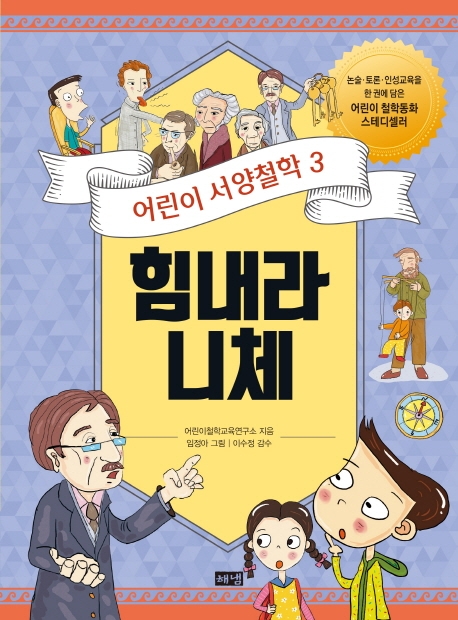 논술·토론·인성교육을
한 권에 담은
어린이 철학동화
스테디셀러
어린이 서양철학 3
힘내라
니체
어린이철학교육연구소 지음
임정아 그림 | 이수정 감수
해냄